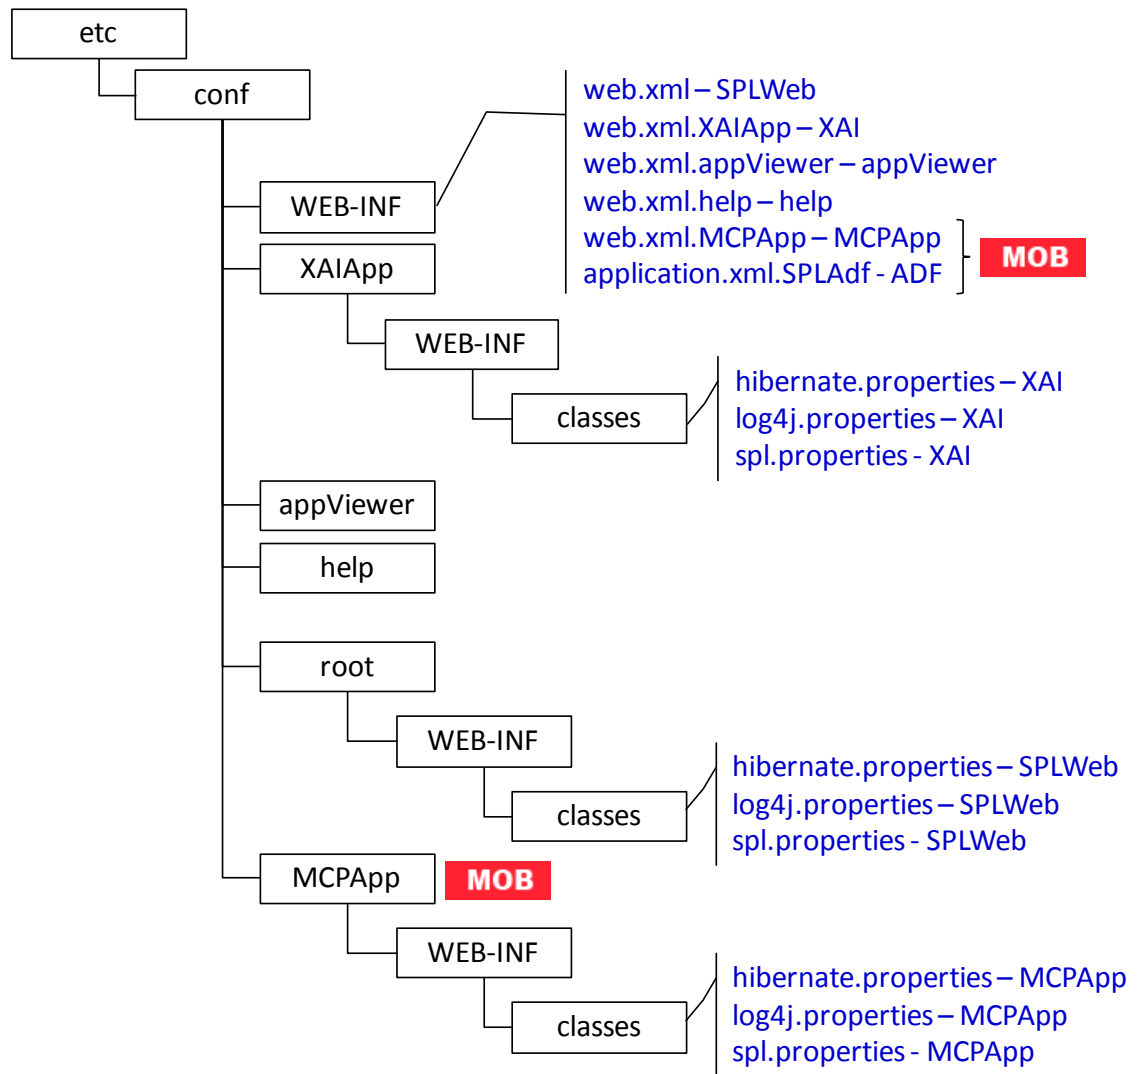 etc
conf
web.xml – SPLWeb
web.xml.XAIApp – XAI
web.xml.appViewer – appViewer
WEB-INF
web.xml.help – help
web.xml.MCPApp – MCPApp
MOB
XAIApp
application.xml.SPLAdf - ADF
WEB-INF
hibernate.properties – XAI
classes
log4j.properties – XAI
spl.properties - XAI
appViewer
help
root
WEB-INF
hibernate.properties – SPLWeb
classes
log4j.properties – SPLWeb
spl.properties - SPLWeb
MCPApp
MOB
WEB-INF
hibernate.properties – MCPApp
classes
log4j.properties – MCPApp
spl.properties - MCPApp